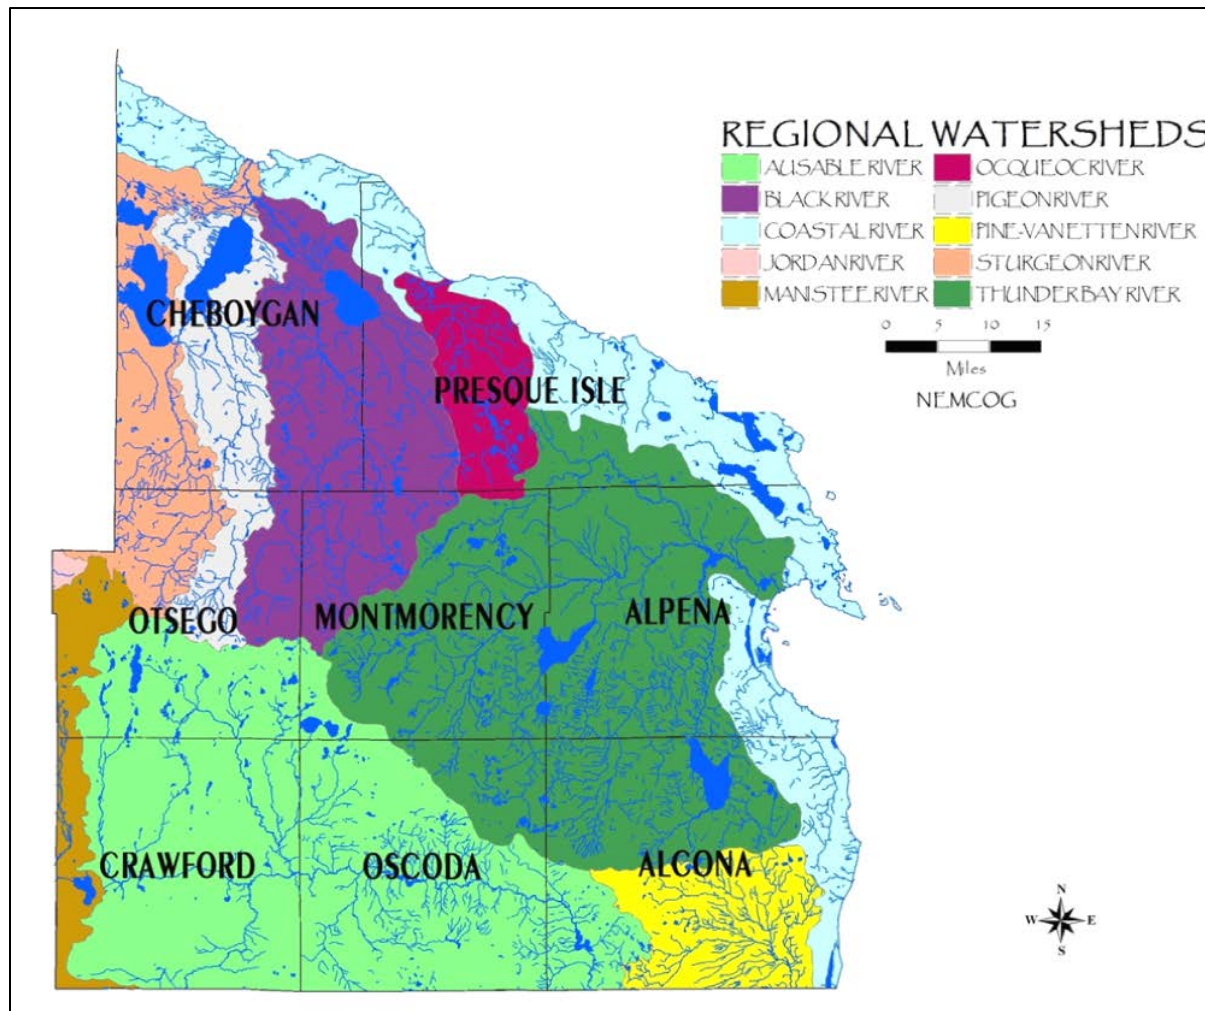 REGIONAL WATERSHEDS
AUSABLE RIVER
OCQUEOC RIVER
BLACK RIVER
PIGEON RIVER
COASTAL RIVER
PINE-VAN ETTEN RIVER
JORDAN RIVER
STURGEON RIVER
MANISTEE RIVER
THUNDER BAY RIVER
0 5 10 15
Miles
NEMCOG
CHEBOYGAN
PRESQUE ISLE
OTSEGO
MONTMORENCY
ALPENA
CRAWFORD
OSCODA
ALCONA
N
W E
S